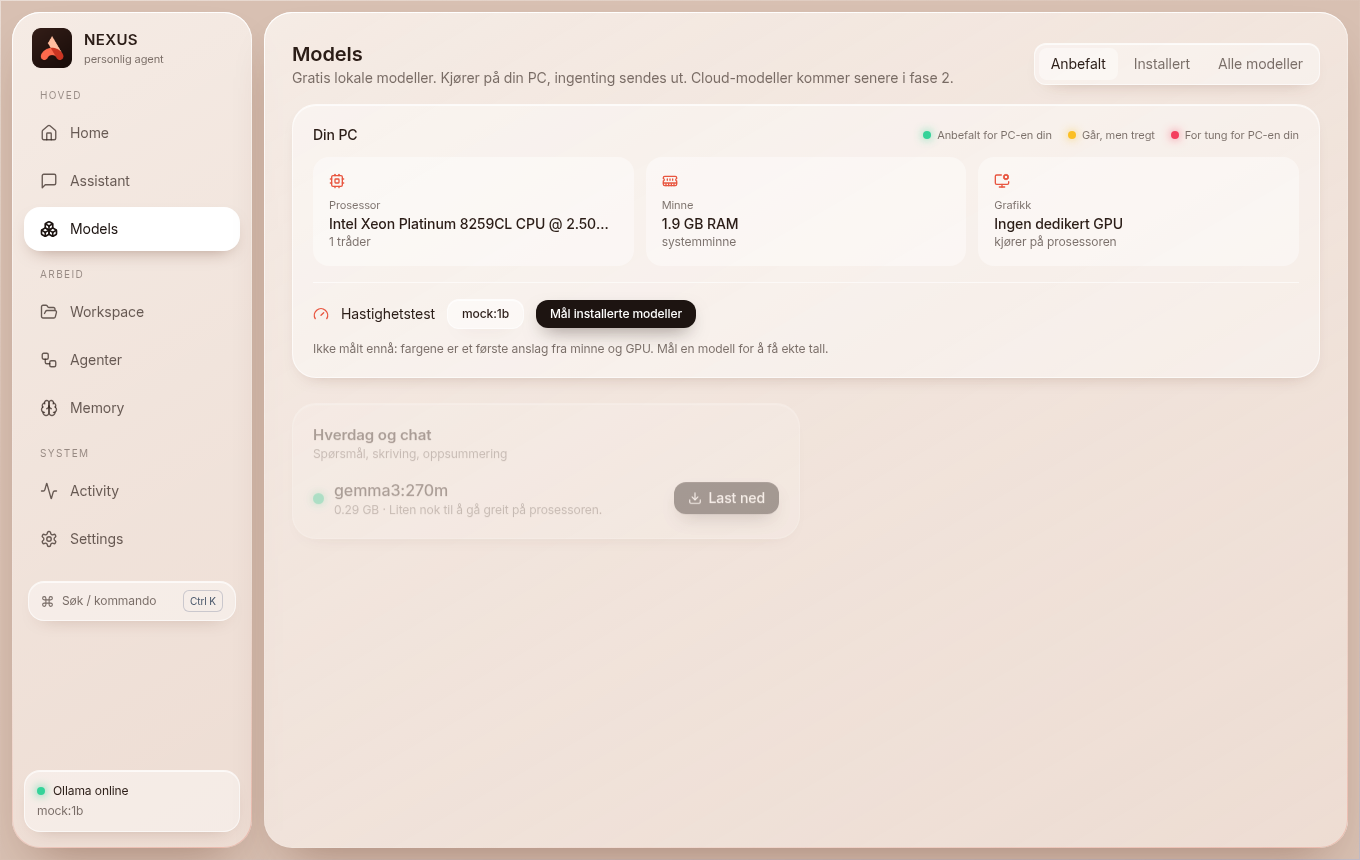 NEXUS
personlig agent
HOVED
Home
Assistant
Models
ARBEID
Workspace
Agenter
Memory
SYSTEM
Activity
Settings
⌘ Søk / kommando Ctrl K
Ollama online
mock:1b
Models
Gratis lokale modeller. Kjører på din PC, ingenting sendes ut. Cloud-modeller kommer senere i fase 2.
Anbefalt Installert Alle modeller
Din PC
Anbefalt for PC-en din Går, men tregt For tung for PC-en din
Prosessor
Intel Xeon Platinum 8259CL CPU @ 2.50...
1 tråder
Minne
1.9 GB RAM
systemminne
Grafikk
Ingen dedikert GPU
kjører på prosessoren
Hastighetstest mock:1b Mål installerte modeller
Ikke målt ennå: fargene er et første anslag fra minne og GPU. Mål en modell for å få ekte tall.
Hverdag og chat
Spørsmål, skriving, oppsummering
gemma3:270m
0.29 GB · Liten nok til å gå greit på prosessoren.
Last ned